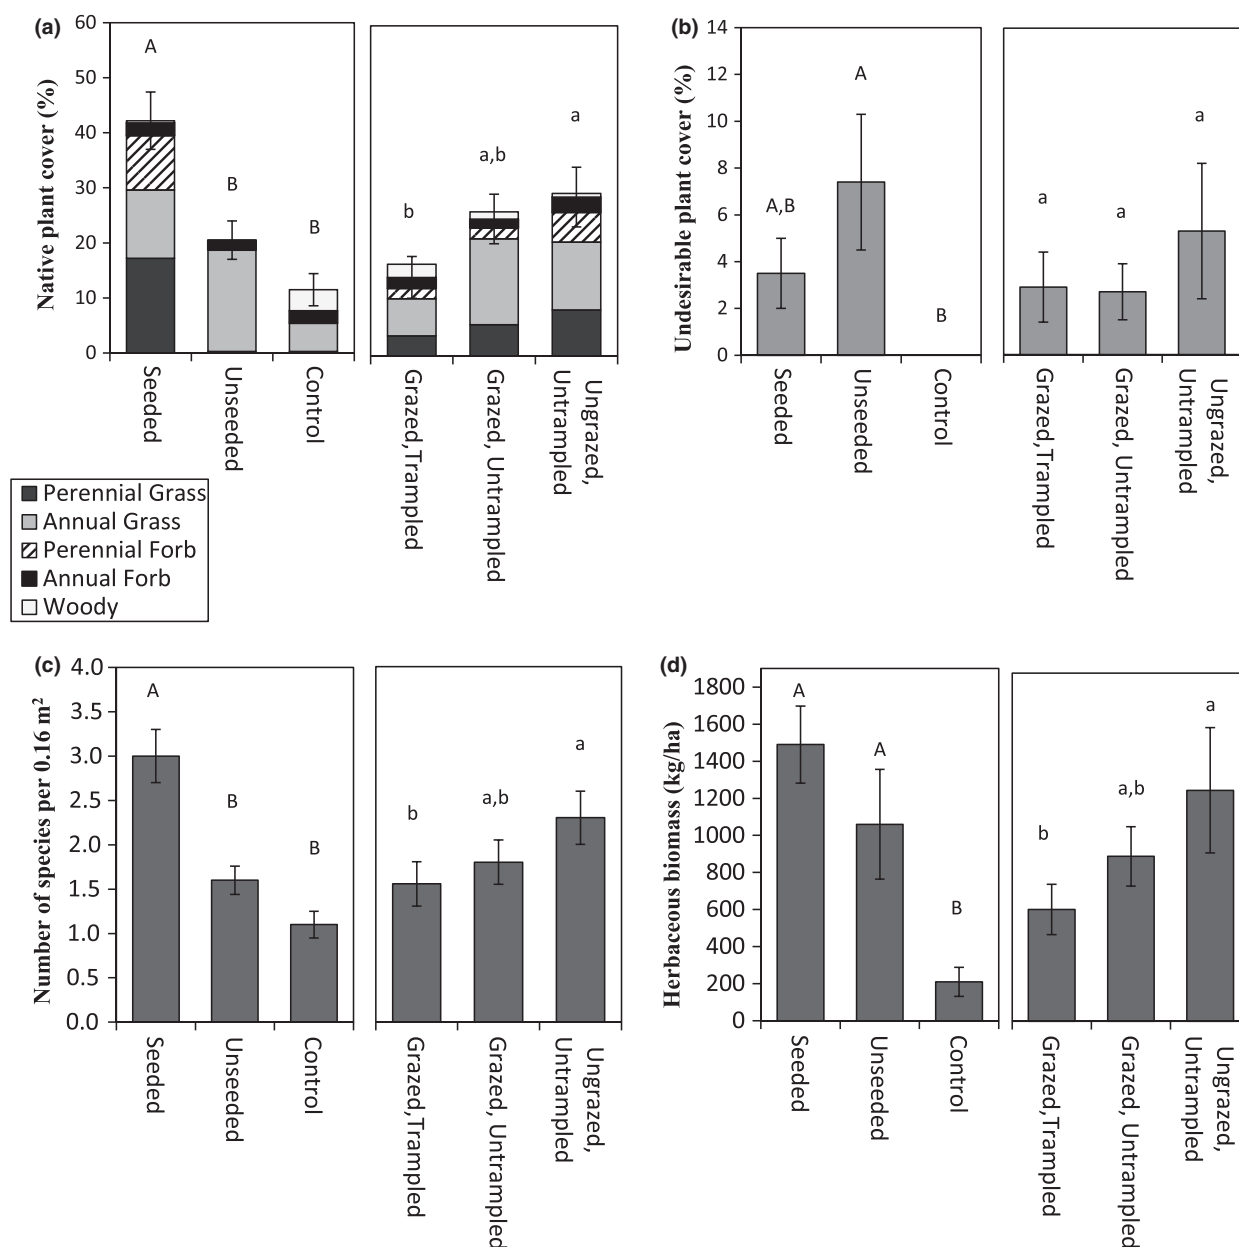 (a)
Native plant cover (%)
60
50
40
30
20
10
0
A
B
B
b
a,b
a
Seeded
Unseeded
Control
Grazed,Trampled
Grazed, Untrampled
Ungrazed,
Untrampled
Perennial Grass
Annual Grass
Perennial Forb
Annual Forb
Woody
(b)
Undesirable plant cover (%)
14
12
10
8
6
4
2
0
A,B
A
B
a
a
a
Seeded
Unseeded
Control
Grazed,Trampled
Grazed, Untrampled
Ungrazed,
Untrampled
(c)
Number of species per 0.16 m²
4.0
3.5
3.0
2.5
2.0
1.5
1.0
0.5
0.0
A
B
B
b
a,b
a
Seeded
Unseeded
Control
Grazed,Trampled
Grazed, Untrampled
Ungrazed,
Untrampled
(d)
Herbaceous biomass (kg/ha)
1800
1600
1400
1200
1000
800
600
400
200
0
A
A
B
b
a,b
a
Seeded
Unseeded
Control
Grazed,Trampled
Grazed, Untrampled
Ungrazed,
Untrampled